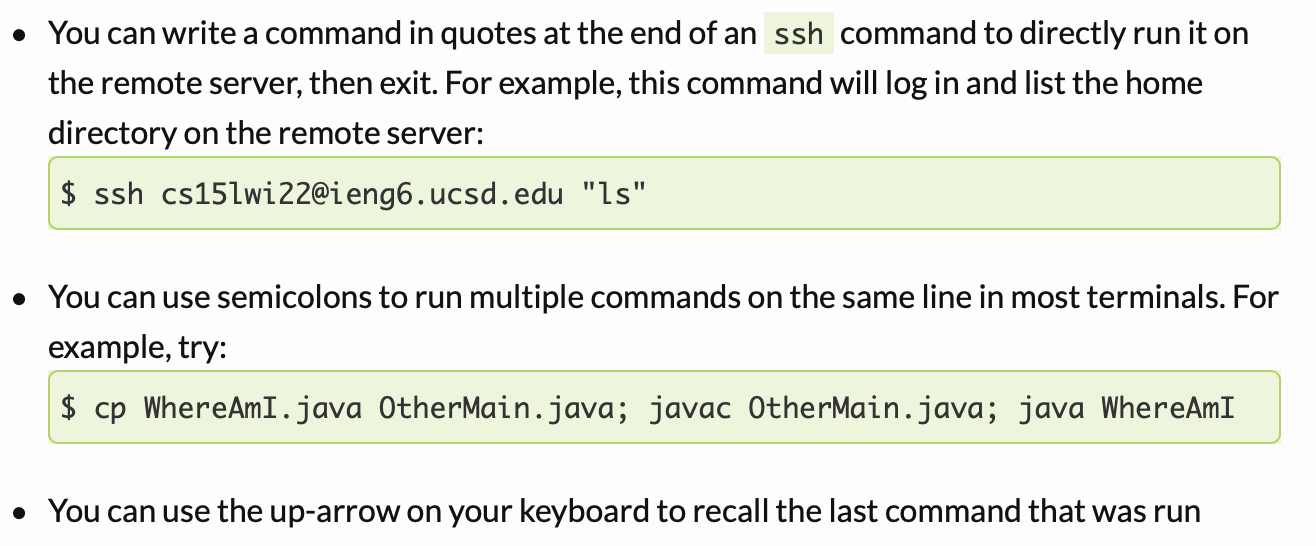 • You can write a command in quotes at the end of an ssh command to directly run it on
the remote server, then exit. For example, this command will log in and list the home
directory on the remote server:
$ ssh cs15lwi22@ieng6.ucsd.edu "ls"
• You can use semicolons to run multiple commands on the same line in most terminals. For
example, try:
$ cp WhereAmI.java OtherMain.java; javac OtherMain.java; java WhereAmI
• You can use the up-arrow on your keyboard to recall the last command that was run